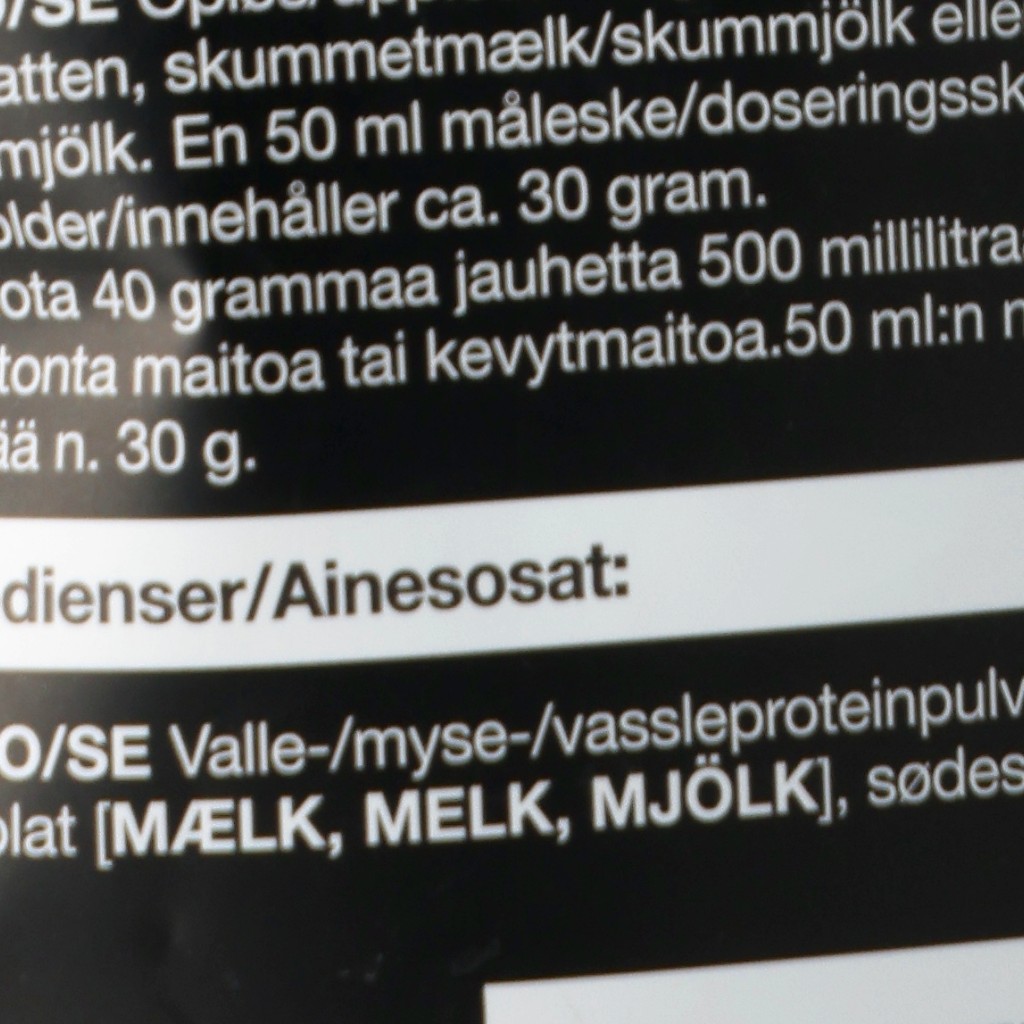 /SE
atten, skummetmælk/skummjölk elle
mjölk. En 50 ml måleske/doseringssk
older/innehåller ca. 30 gram.
ota 40 grammaa jauhetta 500 millilitra
tonta maitoa tai kevytmaitoa.50 ml:n
ää n. 30 g.
dienser/Ainesosat:
O/SE Valle-/myse-/vassleproteinpulv
olat [MÆLK, MELK, MJÖLK], sødes